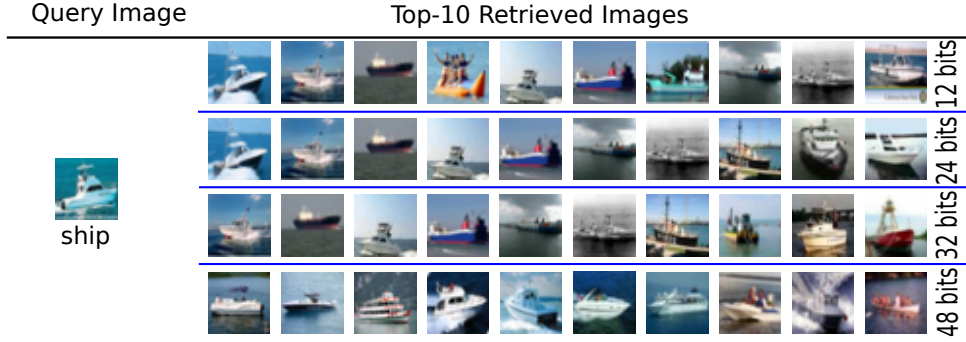 Query Image
Top-10 Retrieved Images
12 bits
24 bits
ship
32 bits
48 bits